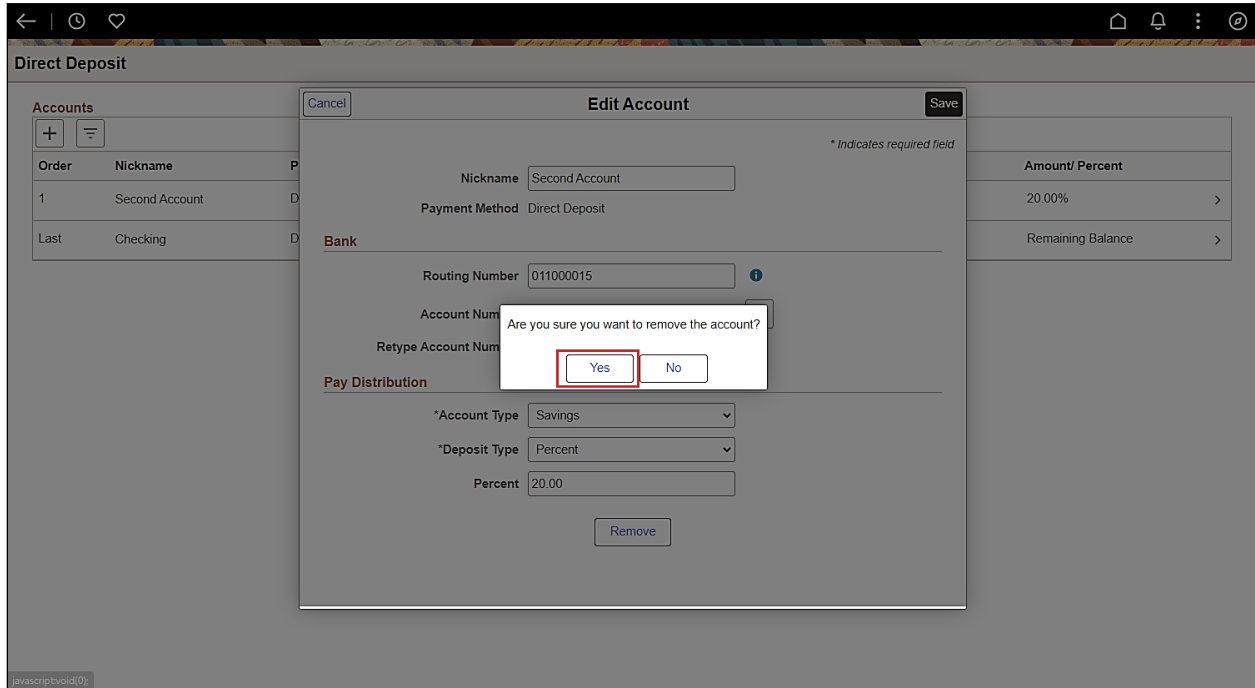 Direct Deposit
Accounts
Order Nickname P Amount/ Percent
1 Second Account D 20.00%
Last Checking D Remaining Balance
Cancel Edit Account Save
* Indicates required field
Nickname Second Account
Payment Method Direct Deposit
Bank
Routing Number 011000015
Account Num
Retype Account Num
Are you sure you want to remove the account?
Yes No
Pay Distribution
*Account Type Savings
*Deposit Type Percent
Percent 20.00
Remove
javascript:void(0);